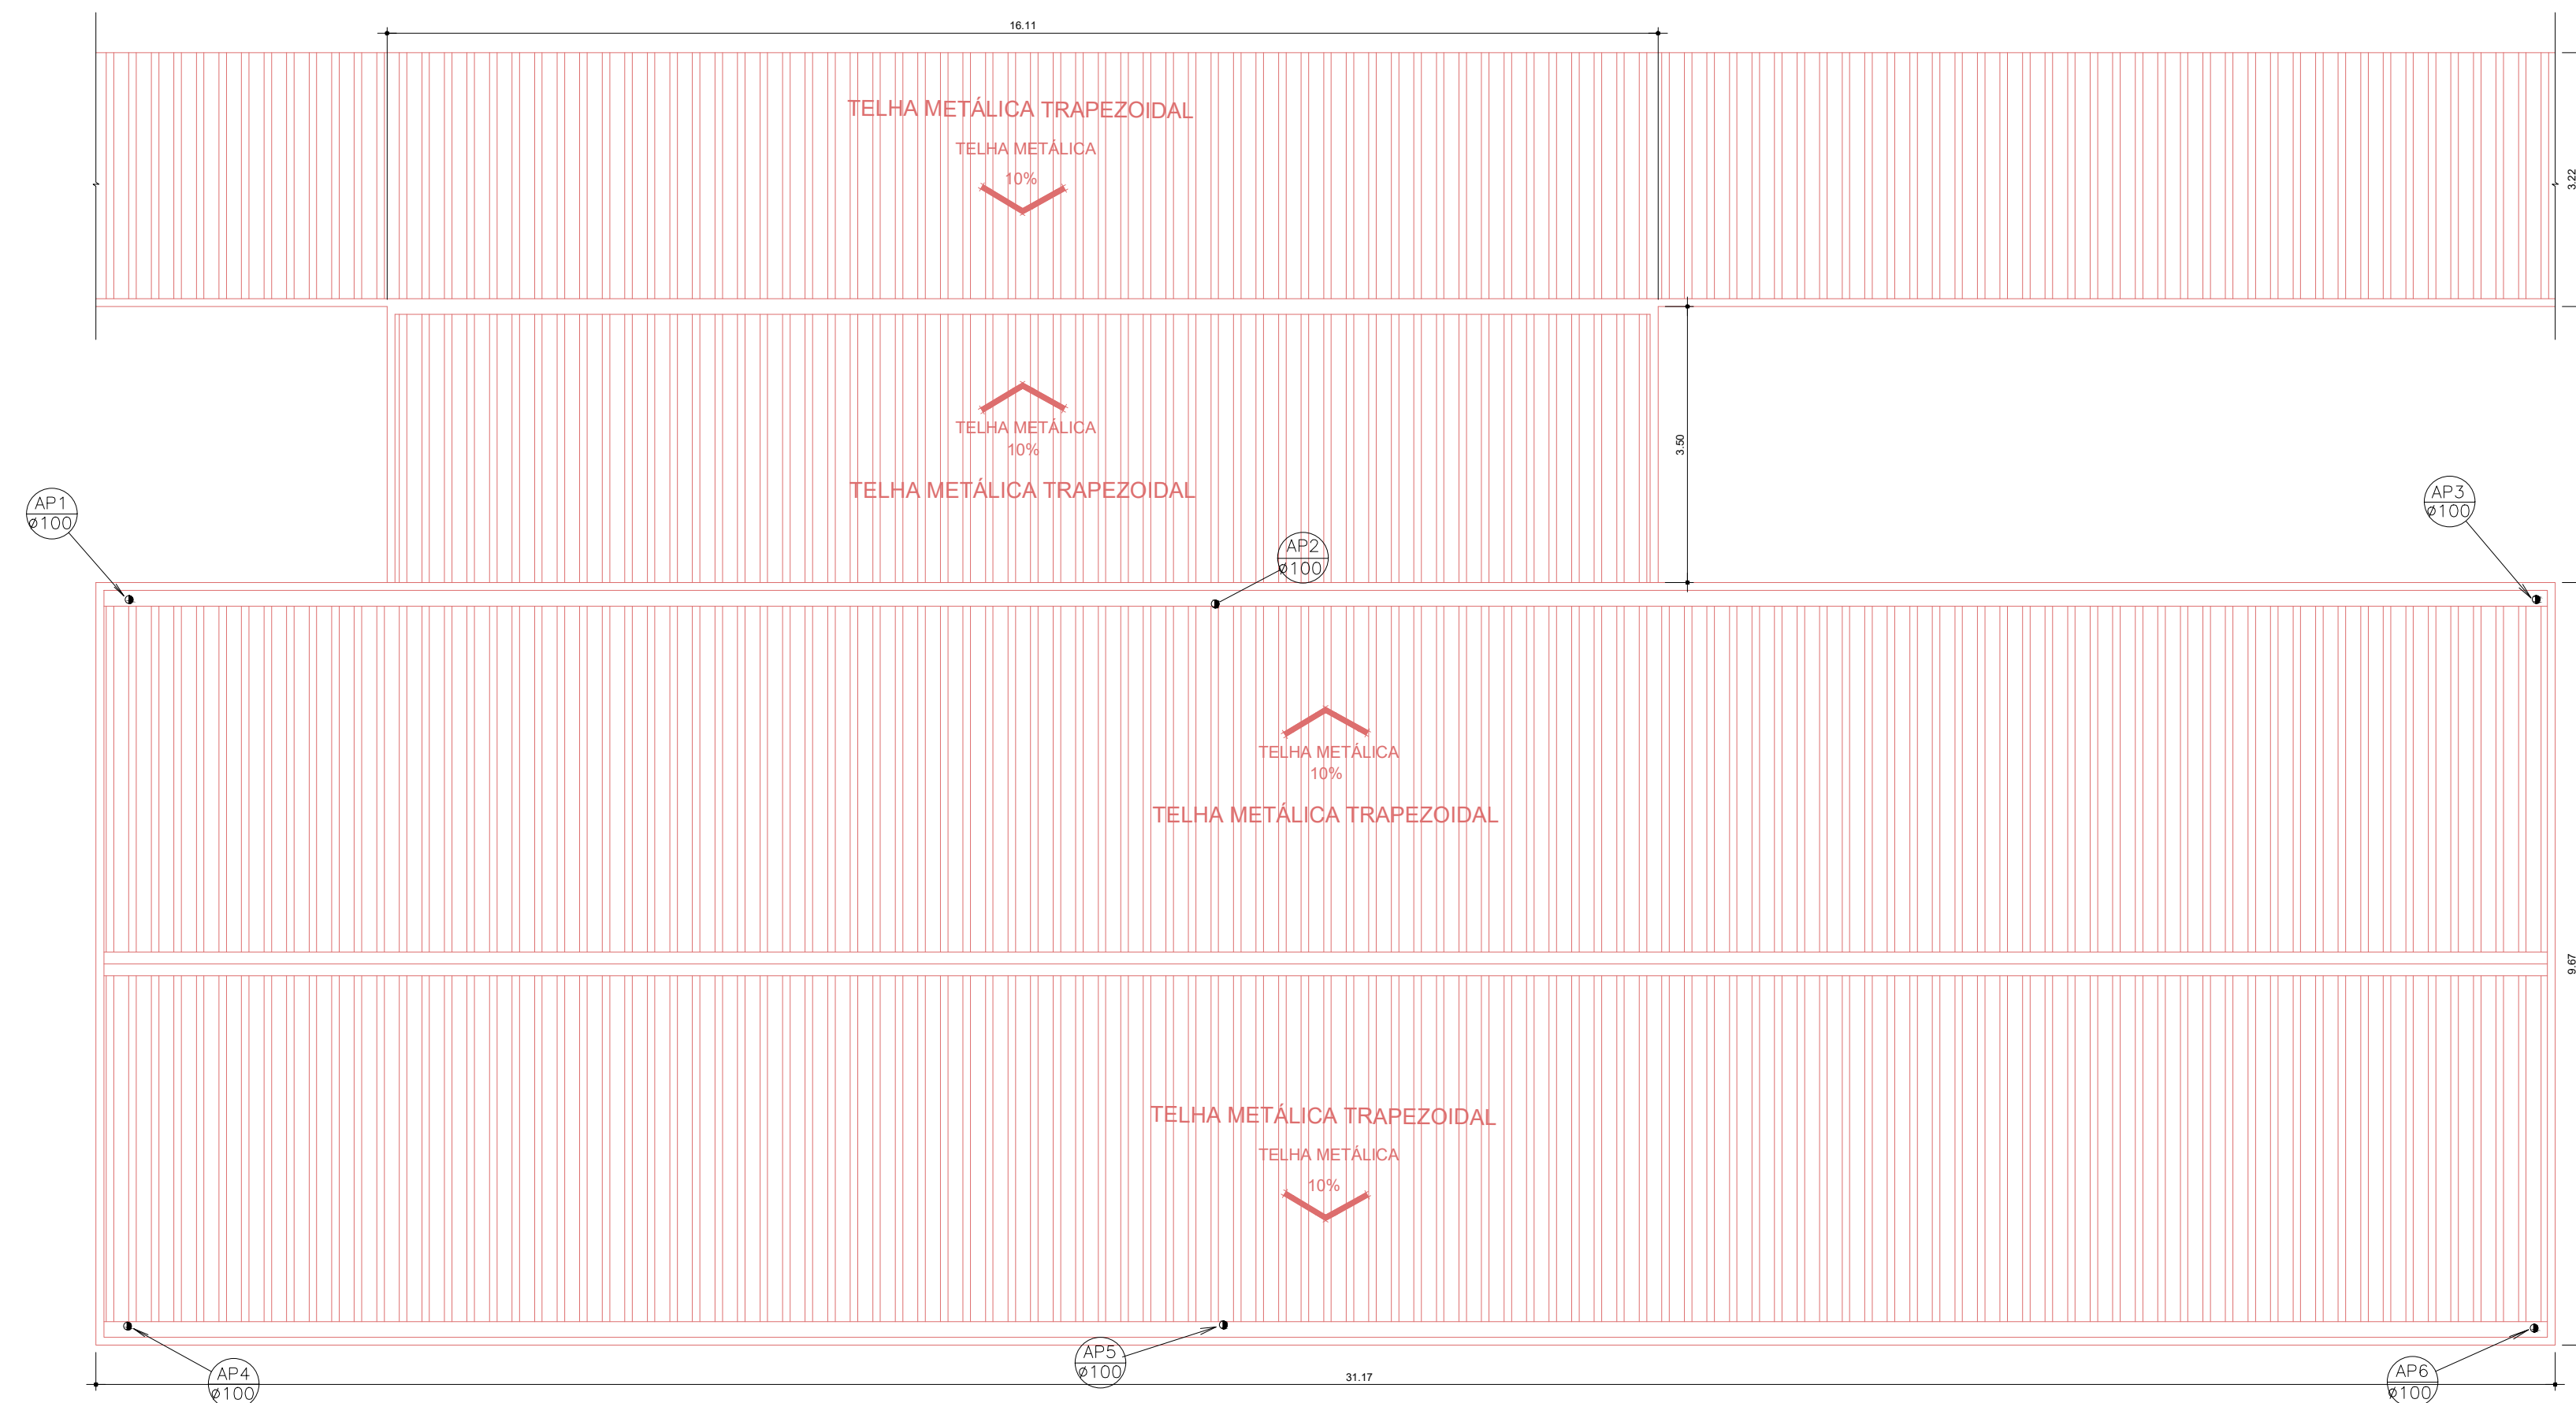 16.11
TELHA METÁLICA TRAPEZOIDAL
TELHA METÁLICA
10%
3.22
TELHA METÁLICA
10%
TELHA METÁLICA TRAPEZOIDAL
3.50
AP1
ø100
AP2
ø100
AP3
ø100
TELHA METÁLICA
10%
TELHA METÁLICA TRAPEZOIDAL
9.67
TELHA METÁLICA TRAPEZOIDAL
TELHA METÁLICA
10%
AP4
ø100
AP5
ø100
31.17
AP6
ø100